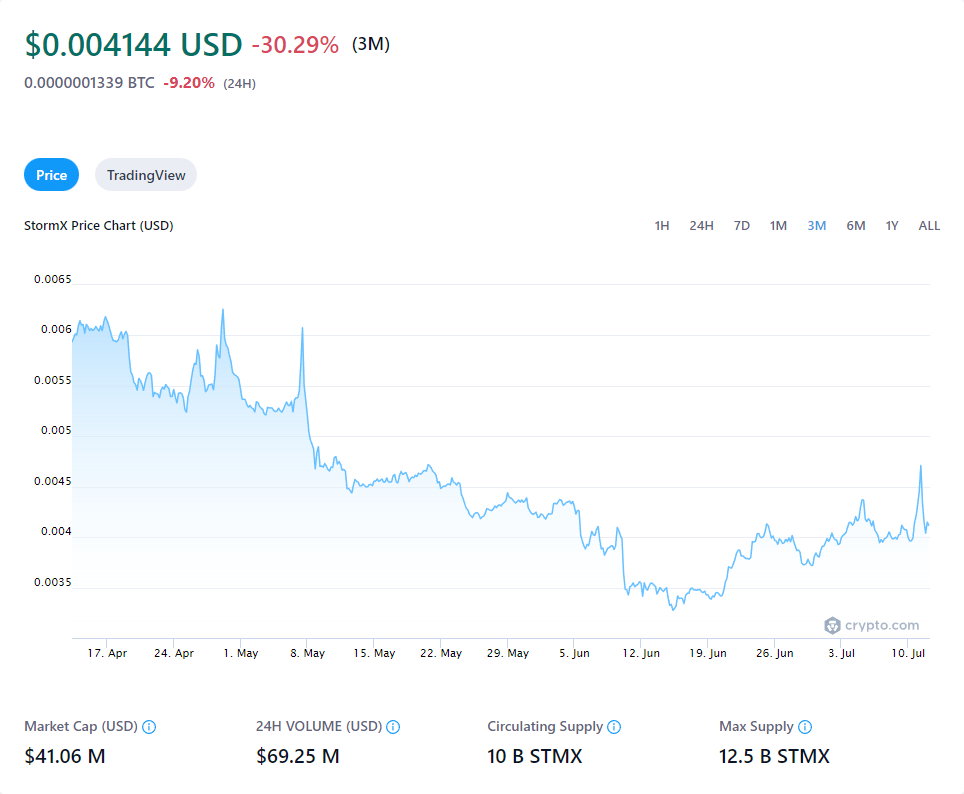 $0.004144 USD -30.29% (3M)
0.0000001339 BTC -9.20% (24H)
Price TradingView
StormX Price Chart (USD) 1H 24H 7D 1M 3M 6M 1Y ALL
0.0065
0.006
0.0055
0.005
0.0045
0.004
0.0035
crypto.com
17. Apr 24. Apr 1. May 8. May 15. May 22. May 29. May 5. Jun 12. Jun 19. Jun 26. Jun 3. Jul 10. Jul
Market Cap (USD) 24H VOLUME (USD) Circulating Supply Max Supply
$41.06 M $69.25 M 10 B STMX 12.5 B STMX